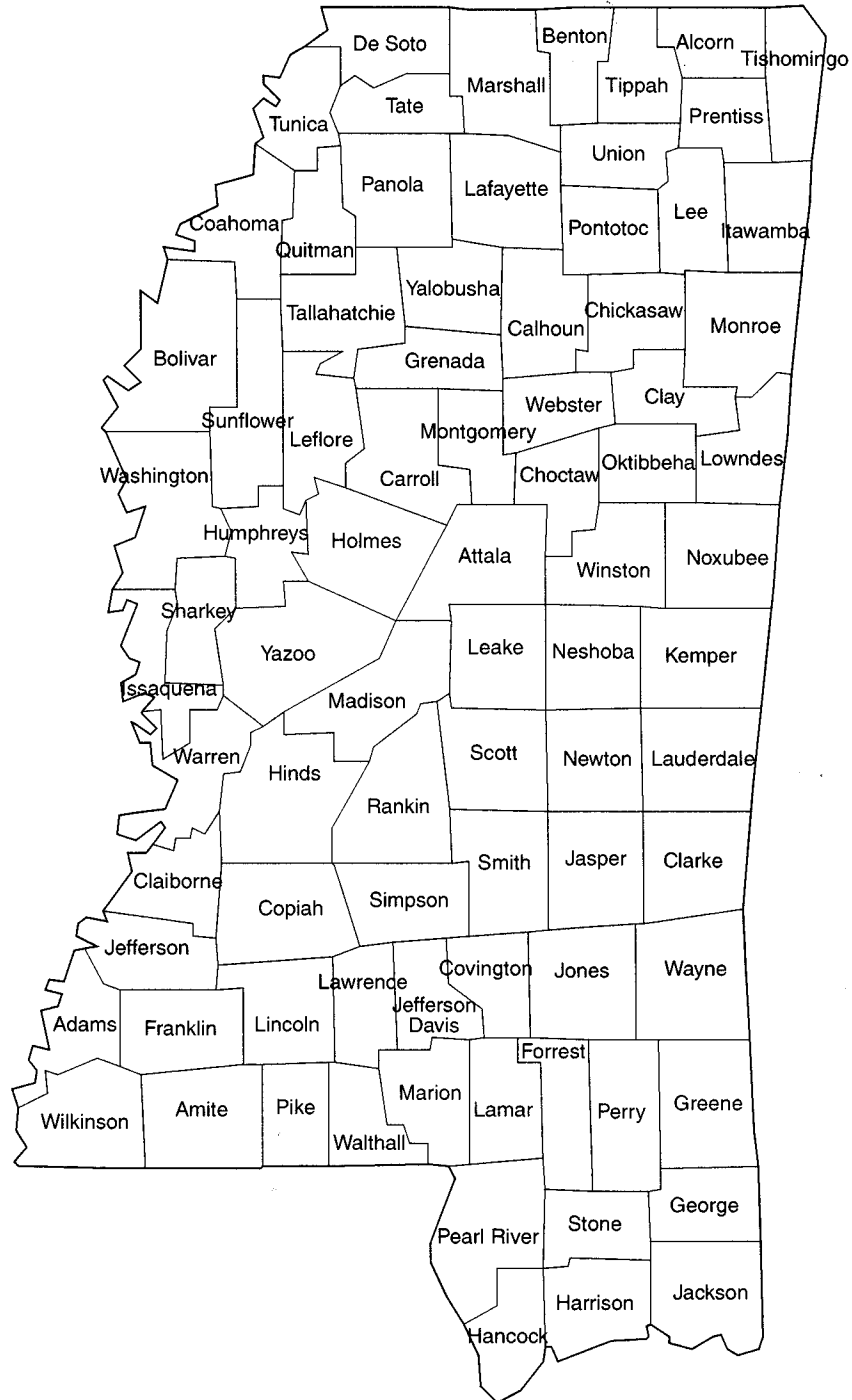 De Soto
Benton
Alcorn
Tishomingo
Marshall
Tippah
Tate
Prentiss
Tunica
Union
Panola
Lafayette
Lee
Coahoma
Pontotoc
Itawamba
Quitman
Yalobusha
Tallahatchie
Chickasaw
Calhoun
Monroe
Bolivar
Grenada
Clay
Webster
Sunflower
Leflore
Montgomery
Washington
Carroll
Choctaw
Oktibbeha
Lowndes
Humphreys
Holmes
Attala
Winston
Noxubee
Sharkey
Yazoo
Leake
Neshoba
Kemper
Issaquena
Madison
Warren
Hinds
Scott
Newton
Lauderdale
Rankin
Smith
Jasper
Clarke
Claiborne
Copiah
Simpson
Jefferson
Lawrence
Covington
Jones
Wayne
Jefferson
Davis
Adams
Franklin
Lincoln
Forrest
Wilkinson
Amite
Pike
Marion
Lamar
Perry
Greene
Walthall
Pearl River
Stone
George
Harrison
Jackson
Hancock